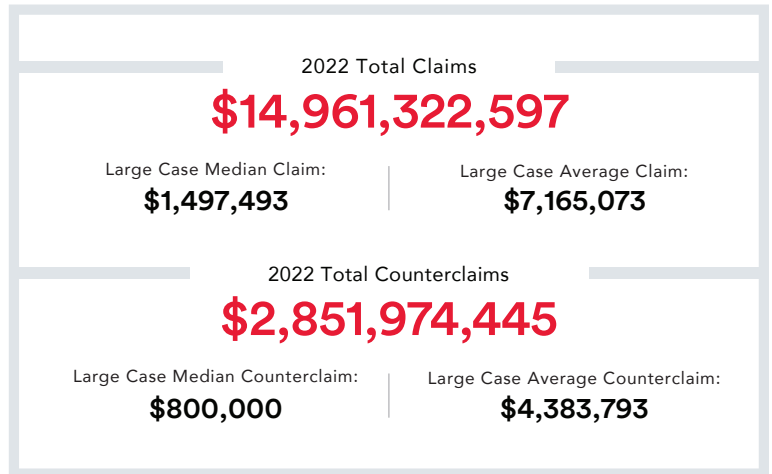 2022 Total Claims
$14,961,322,597
Large Case Median Claim:
$1,497,493
Large Case Average Claim:
$7,165,073
2022 Total Counterclaims
$2,851,974,445
Large Case Median Counterclaim:
$800,000
Large Case Average Counterclaim:
$4,383,793